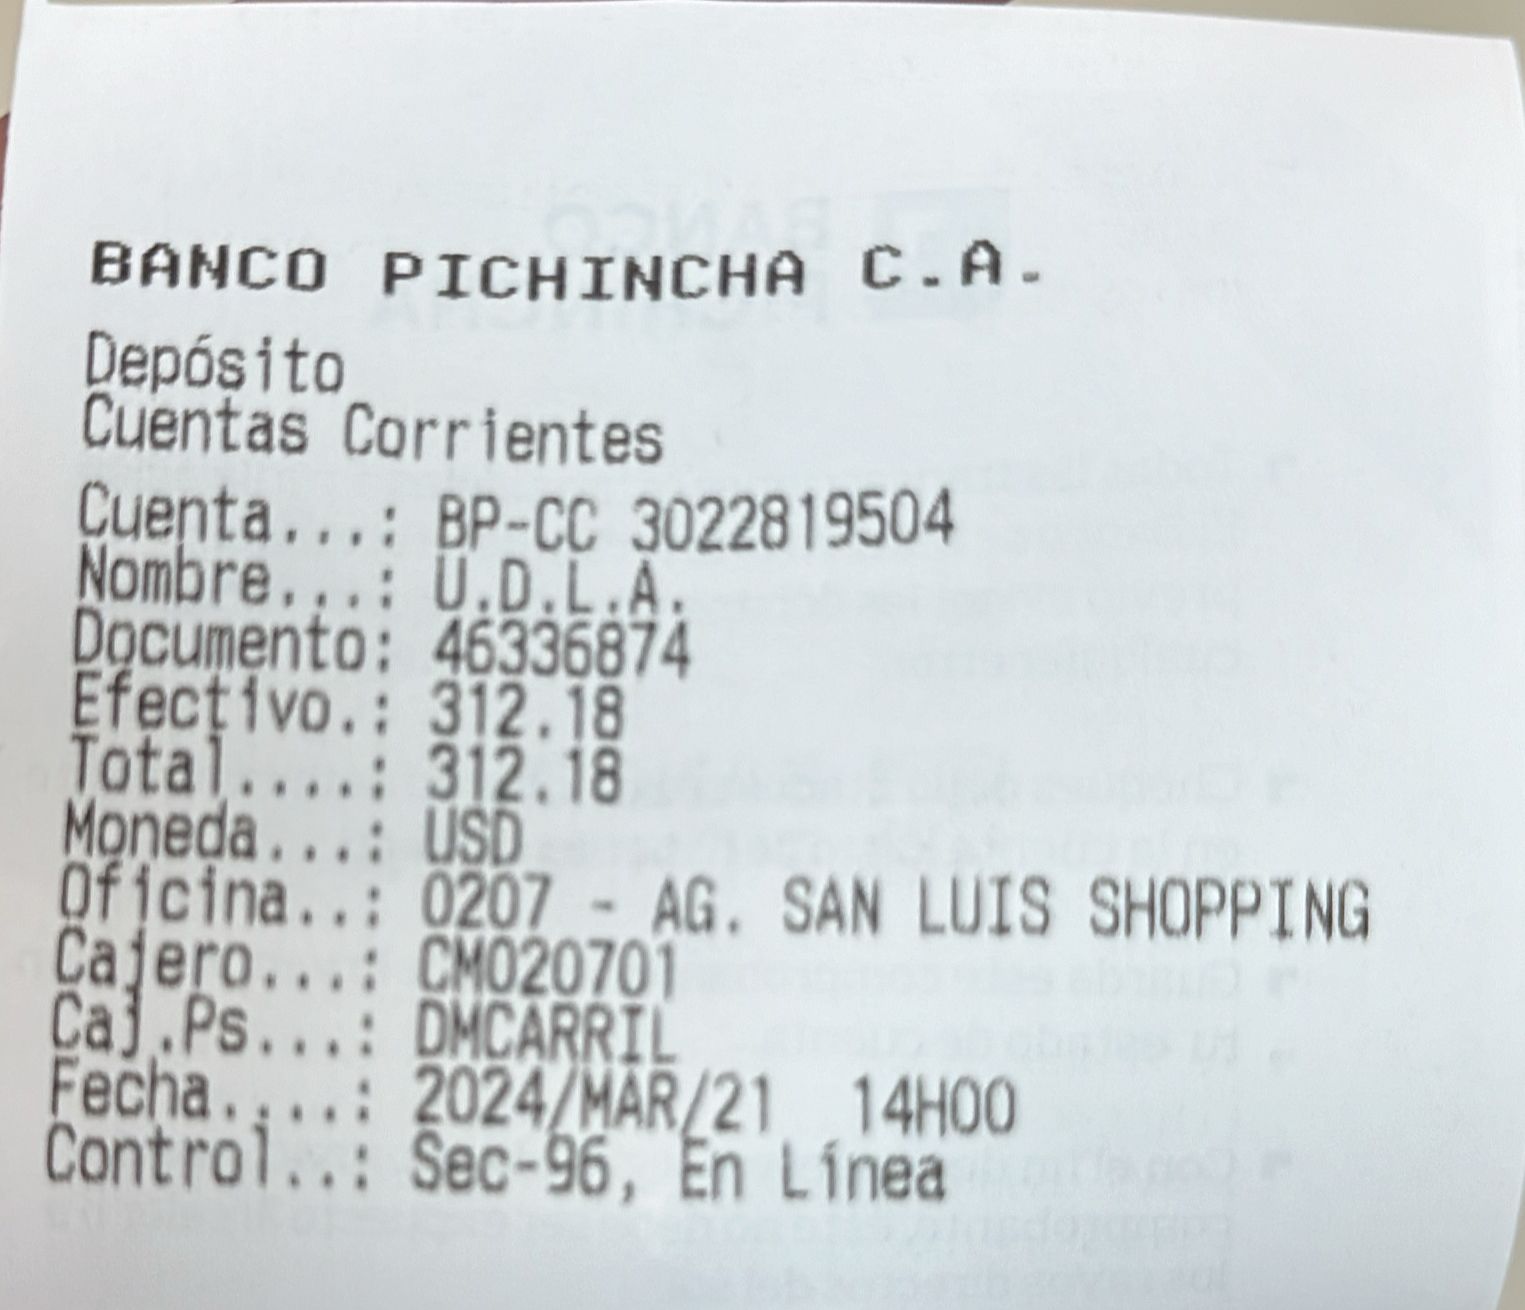 BANCO PICHINCHA C.A.
Depósito
Cuentas Corrientes
Cuenta...: BP-CC 3022819504
Nombre...: U.D.L.A.
Documento: 46336874
Efectivo.: 312.18
Total....: 312.18
Moneda...: USD
Oficina..: 0207 - AG. SAN LUIS SHOPPING
Cajero...: CM020701
Caj.Ps...: DMCARRIL
Fecha....: 2024/MAR/21  14H00
Control..: Sec-96, En Línea